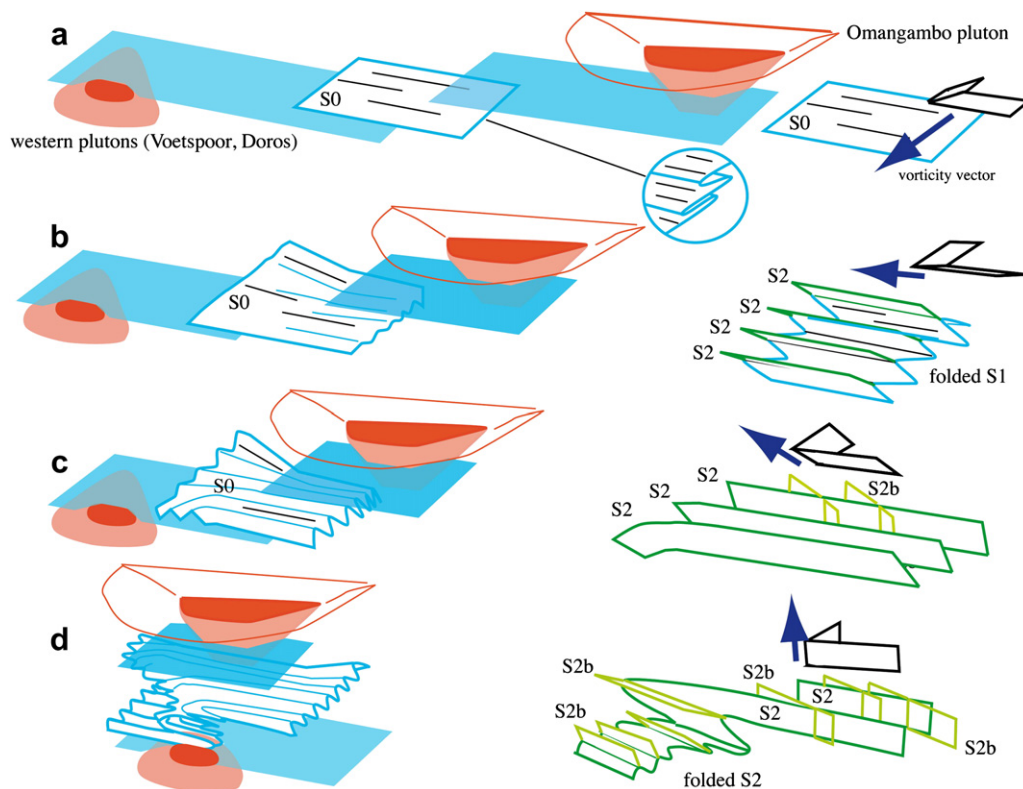 a
Omangambo pluton
S0
S0
western plutons (Voetspoor, Doros)
vorticity vector
b
S0
S2
S2
S2
S2
folded S1
c
S0
S2
S2
S2
S2b
d
S2b
S2b
S2b
S2
S2
S2b
folded S2